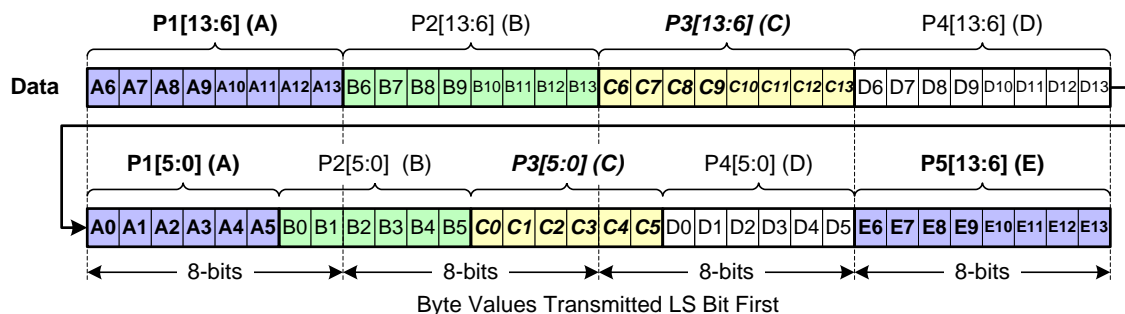 P1[13:6] (A) P2[13:6] (B) P3[13:6] (C) P4[13:6] (D)
Data A6 A7 A8 A9 A10 A11 A12 A13 B6 B7 B8 B9 B10 B11 B12 B13 C6 C7 C8 C9 C10 C11 C12 C13 D6 D7 D8 D9 D10 D11 D12 D13
P1[5:0] (A) P2[5:0] (B) P3[5:0] (C) P4[5:0] (D) P5[13:6] (E)
A0 A1 A2 A3 A4 A5 B0 B1 B2 B3 B4 B5 C0 C1 C2 C3 C4 C5 D0 D1 D2 D3 D4 D5 E6 E7 E8 E9 E10 E11 E12 E13
8-bits 8-bits 8-bits 8-bits
Byte Values Transmitted LS Bit First